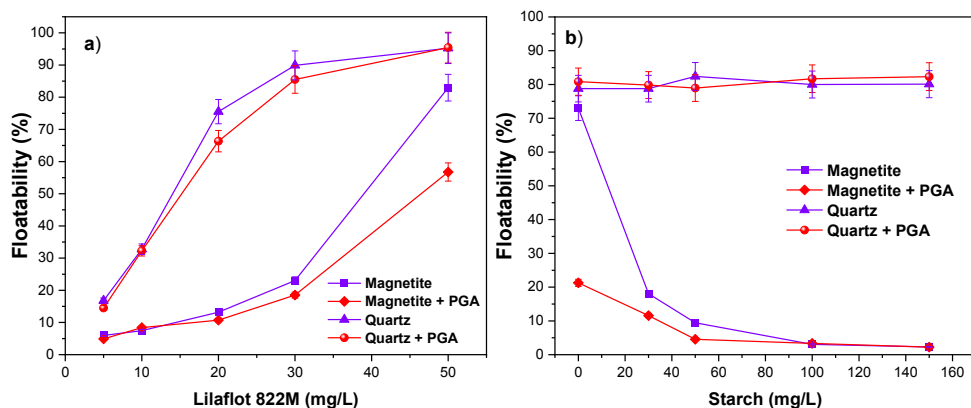 a)
100
90
80
70
60
50
40
30
20
10
0
Floatability (%)
Magnetite
Magnetite + PGA
Quartz
Quartz + PGA
0 10 20 30 40 50
Lilaflot 822M (mg/L)
b)
100
90
80
70
60
50
40
30
20
10
0
Floatability (%)
Magnetite
Magnetite + PGA
Quartz
Quartz + PGA
0 20 40 60 80 100 120 140 160
Starch (mg/L)